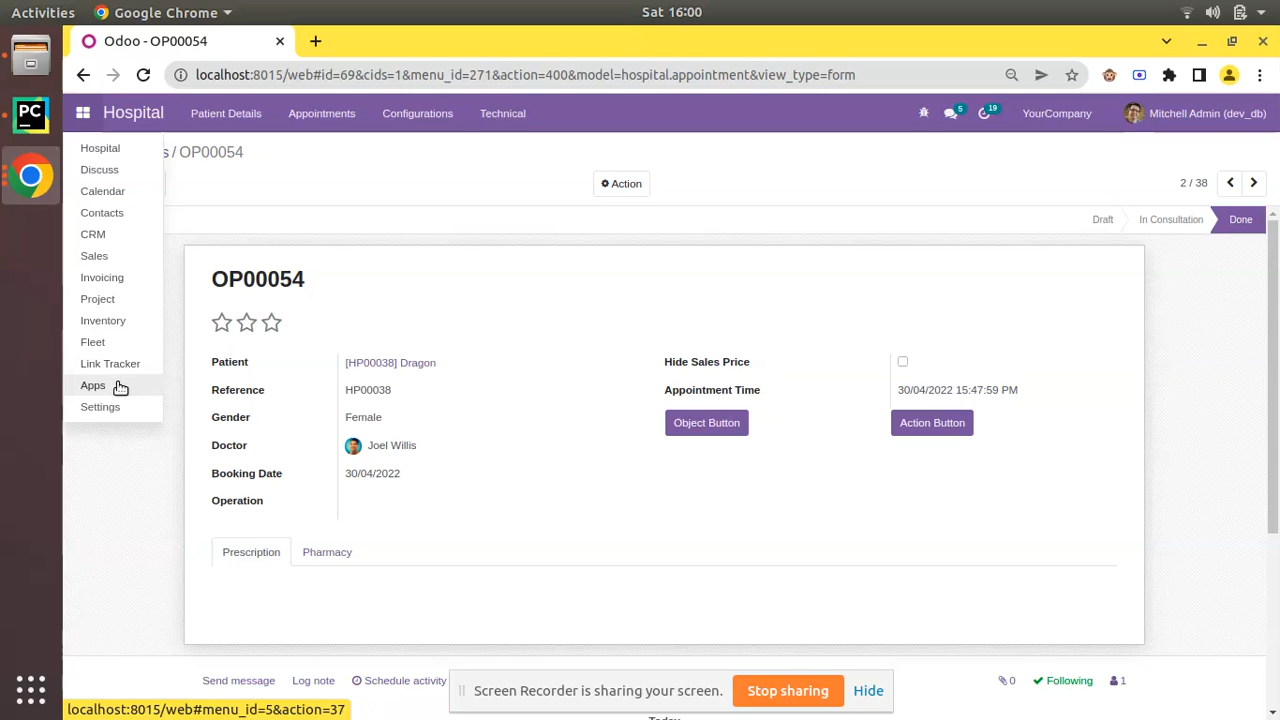 Activities Google Chrome Sat 16:00
Odoo - OP00054
localhost:8015/web#id=69&cids=1&menu_id=271&action=400&model=hospital.appointment&view_type=form
Hospital Patient Details Appointments Configurations Technical 5 19 YourCompany Mitchell Admin (dev_db)
s / OP00054
Action 2 / 38
Draft In Consultation Done
Hospital
Discuss
Calendar
Contacts
CRM
Sales
Invoicing
Project
Inventory
Fleet
Link Tracker
Apps
Settings
OP00054
Patient [HP00038] Dragon
Reference HP00038
Gender Female
Doctor Joel Willis
Booking Date 30/04/2022
Operation
Hide Sales Price
Appointment Time 30/04/2022 15:47:59 PM
Object Button Action Button
Prescription Pharmacy
Send message Log note Schedule activity 0 Following 1
Screen Recorder is sharing your screen. Stop sharing Hide
localhost:8015/web#menu_id=5&action=37
Today
PC